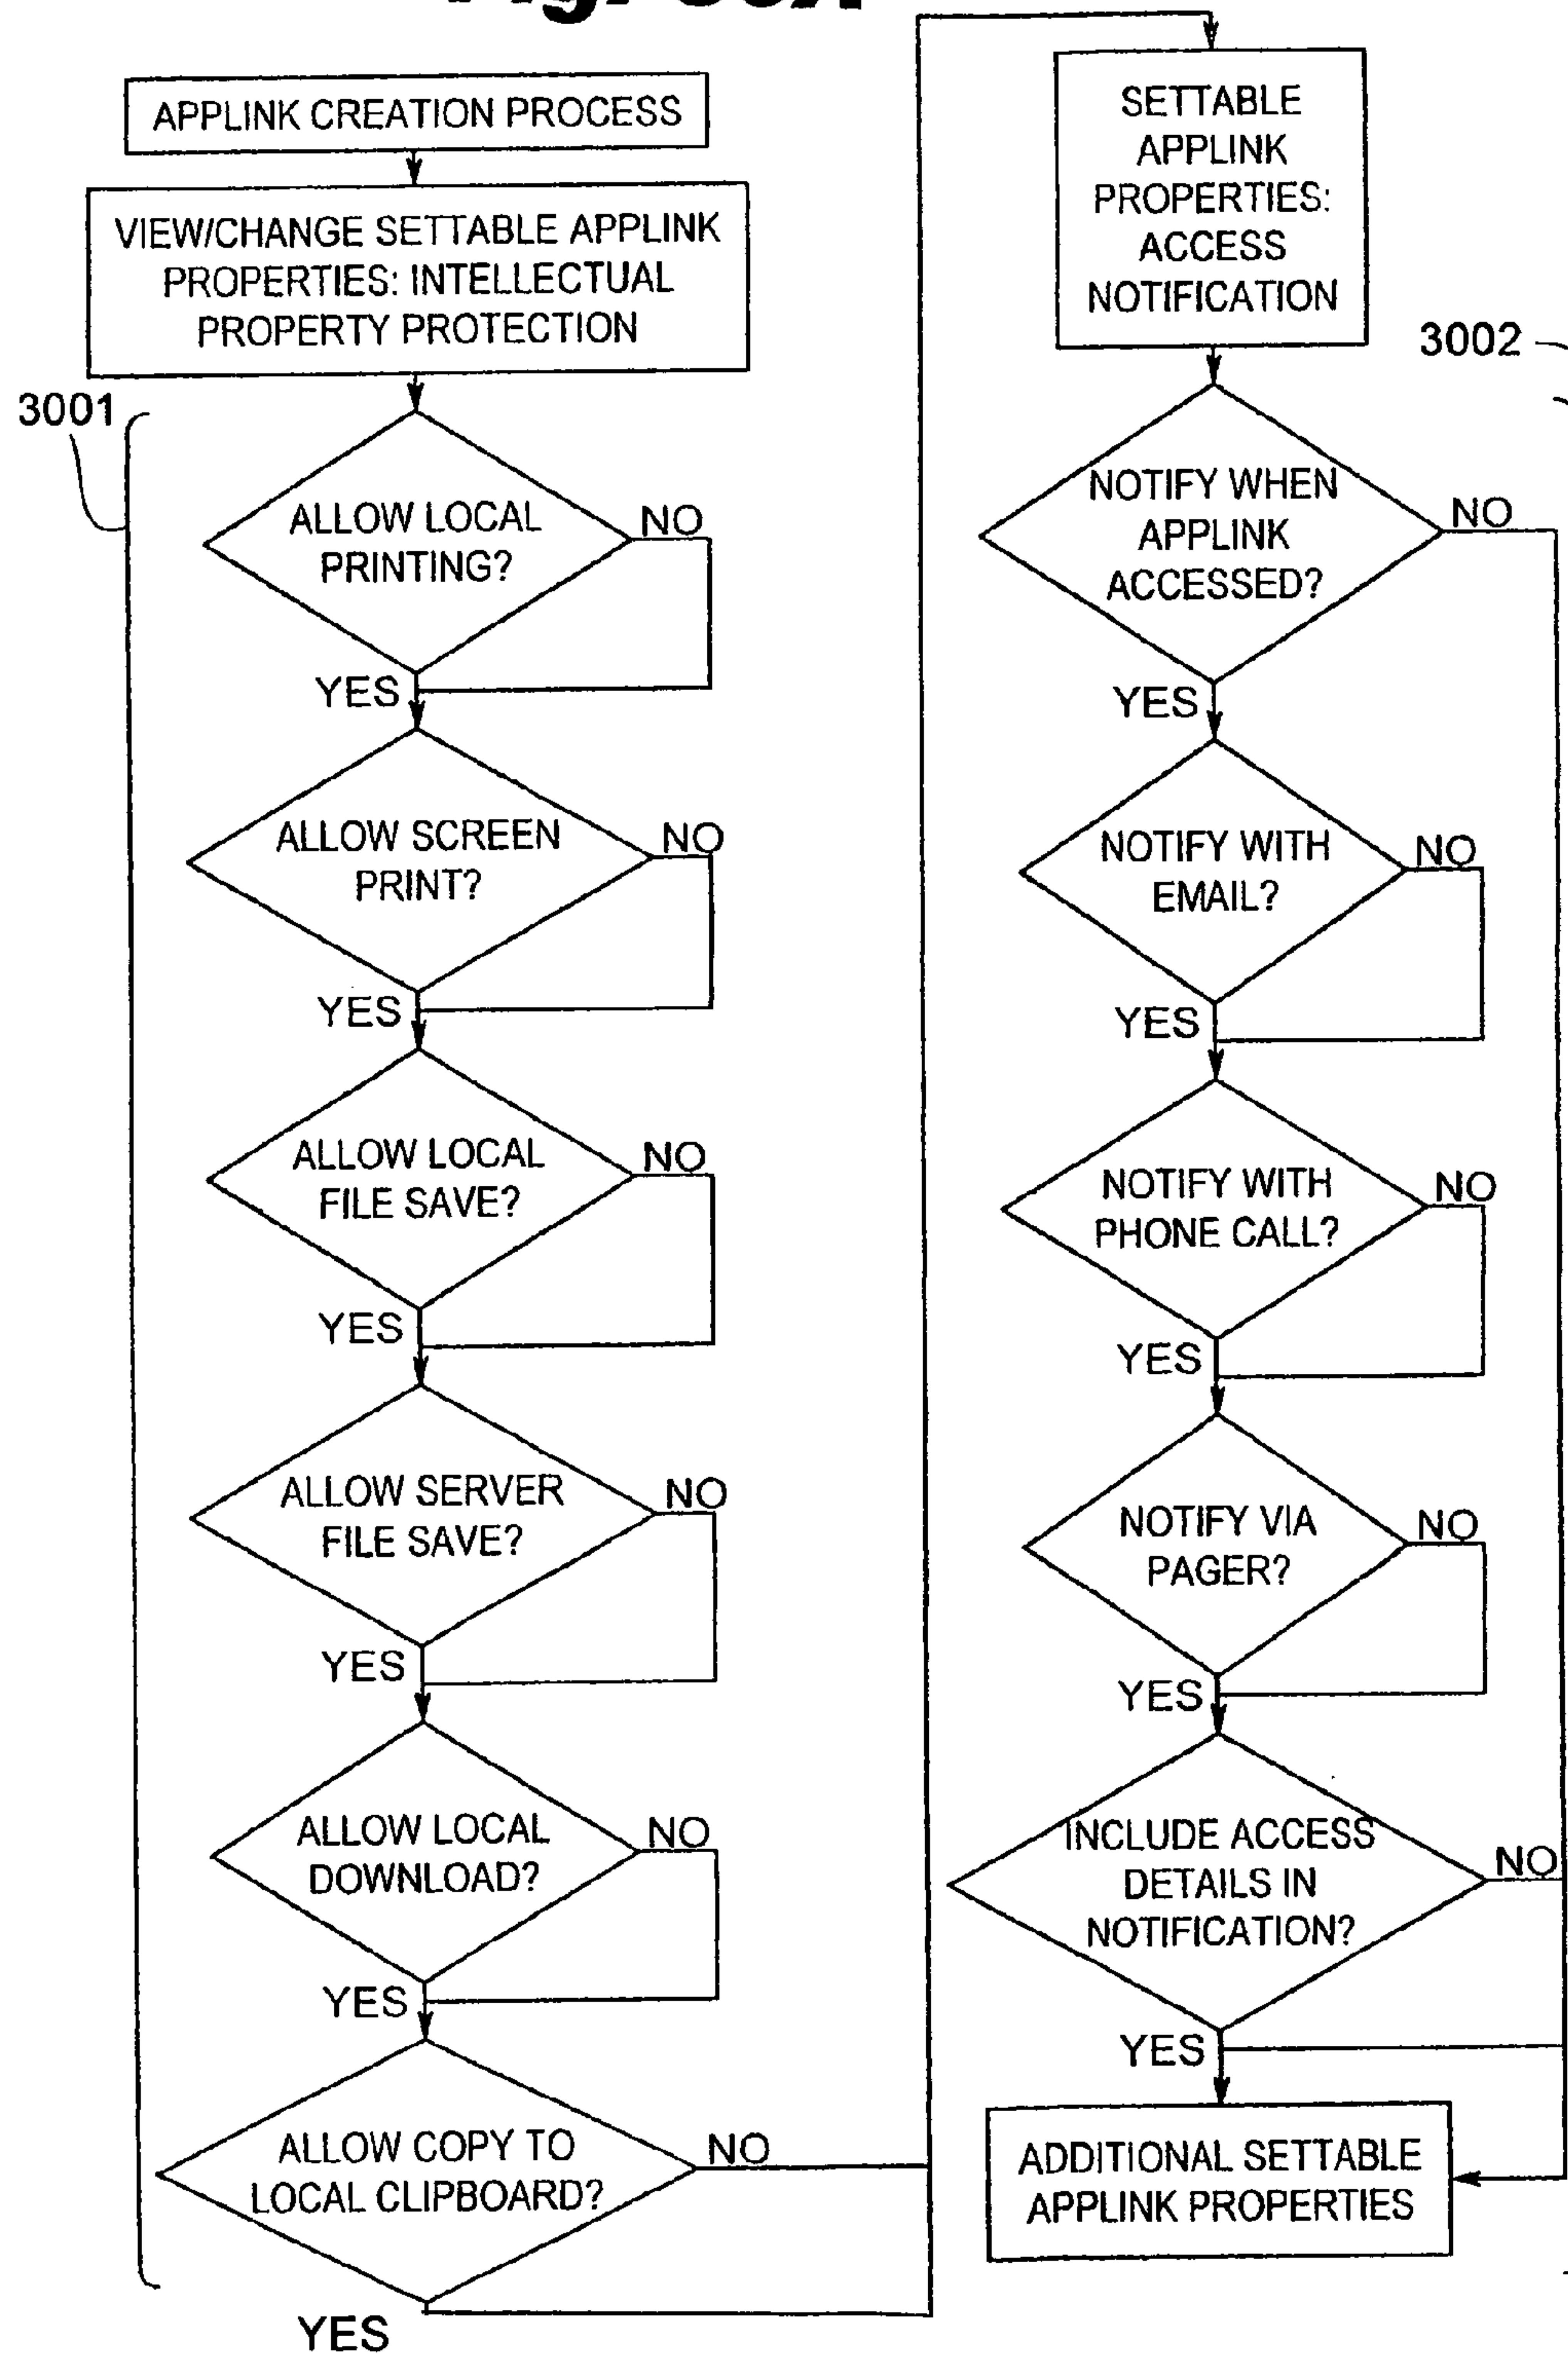 APPLINK CREATION PROCESS
VIEW/CHANGE SETTABLE APPLINK
PROPERTIES: INTELLECTUAL
PROPERTY PROTECTION
3001
ALLOW LOCAL
PRINTING?
NO
YES
ALLOW SCREEN
PRINT?
NO
YES
ALLOW LOCAL
FILE SAVE?
NO
YES
ALLOW SERVER
FILE SAVE?
NO
YES
ALLOW LOCAL
DOWNLOAD?
NO
YES
ALLOW COPY TO
LOCAL CLIPBOARD?
NO
YES
SETTABLE
APPLINK
PROPERTIES:
ACCESS
NOTIFICATION
3002
NOTIFY WHEN
APPLINK
ACCESSED?
NO
YES
NOTIFY WITH
EMAIL?
NO
YES
NOTIFY WITH
PHONE CALL?
NO
YES
NOTIFY VIA
PAGER?
NO
YES
INCLUDE ACCESS
DETAILS IN
NOTIFICATION?
NO
YES
ADDITIONAL SETTABLE
APPLINK PROPERTIES